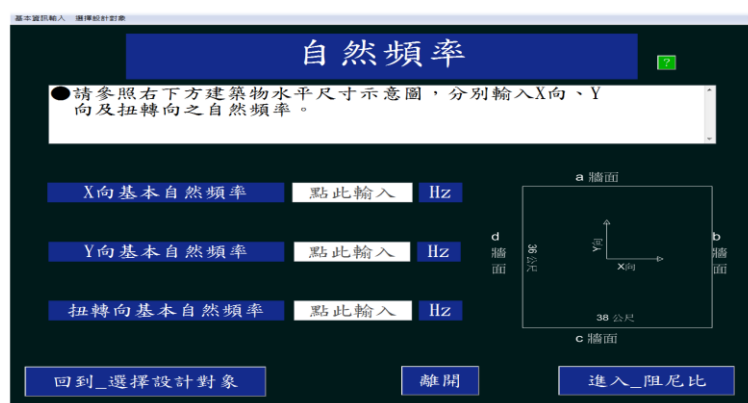 基本資訊輸入 選擇設計對象
自然頻率
?
●請參照右下方建築物水平尺寸示意圖，分別輸入X向、Y
向及扭轉向之自然頻率。
X向基本自然頻率 點此輸入 Hz
Y向基本自然頻率 點此輸入 Hz
扭轉向基本自然頻率 點此輸入 Hz
a 牆面
d 牆面
36 公尺
Y向
X向
b 牆面
38 公尺
c 牆面
回到_選擇設計對象 離開 進入_阻尼比